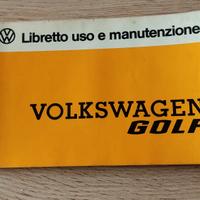 Libretto uso e manutenzione
VOLKSWAGEN
GOLF